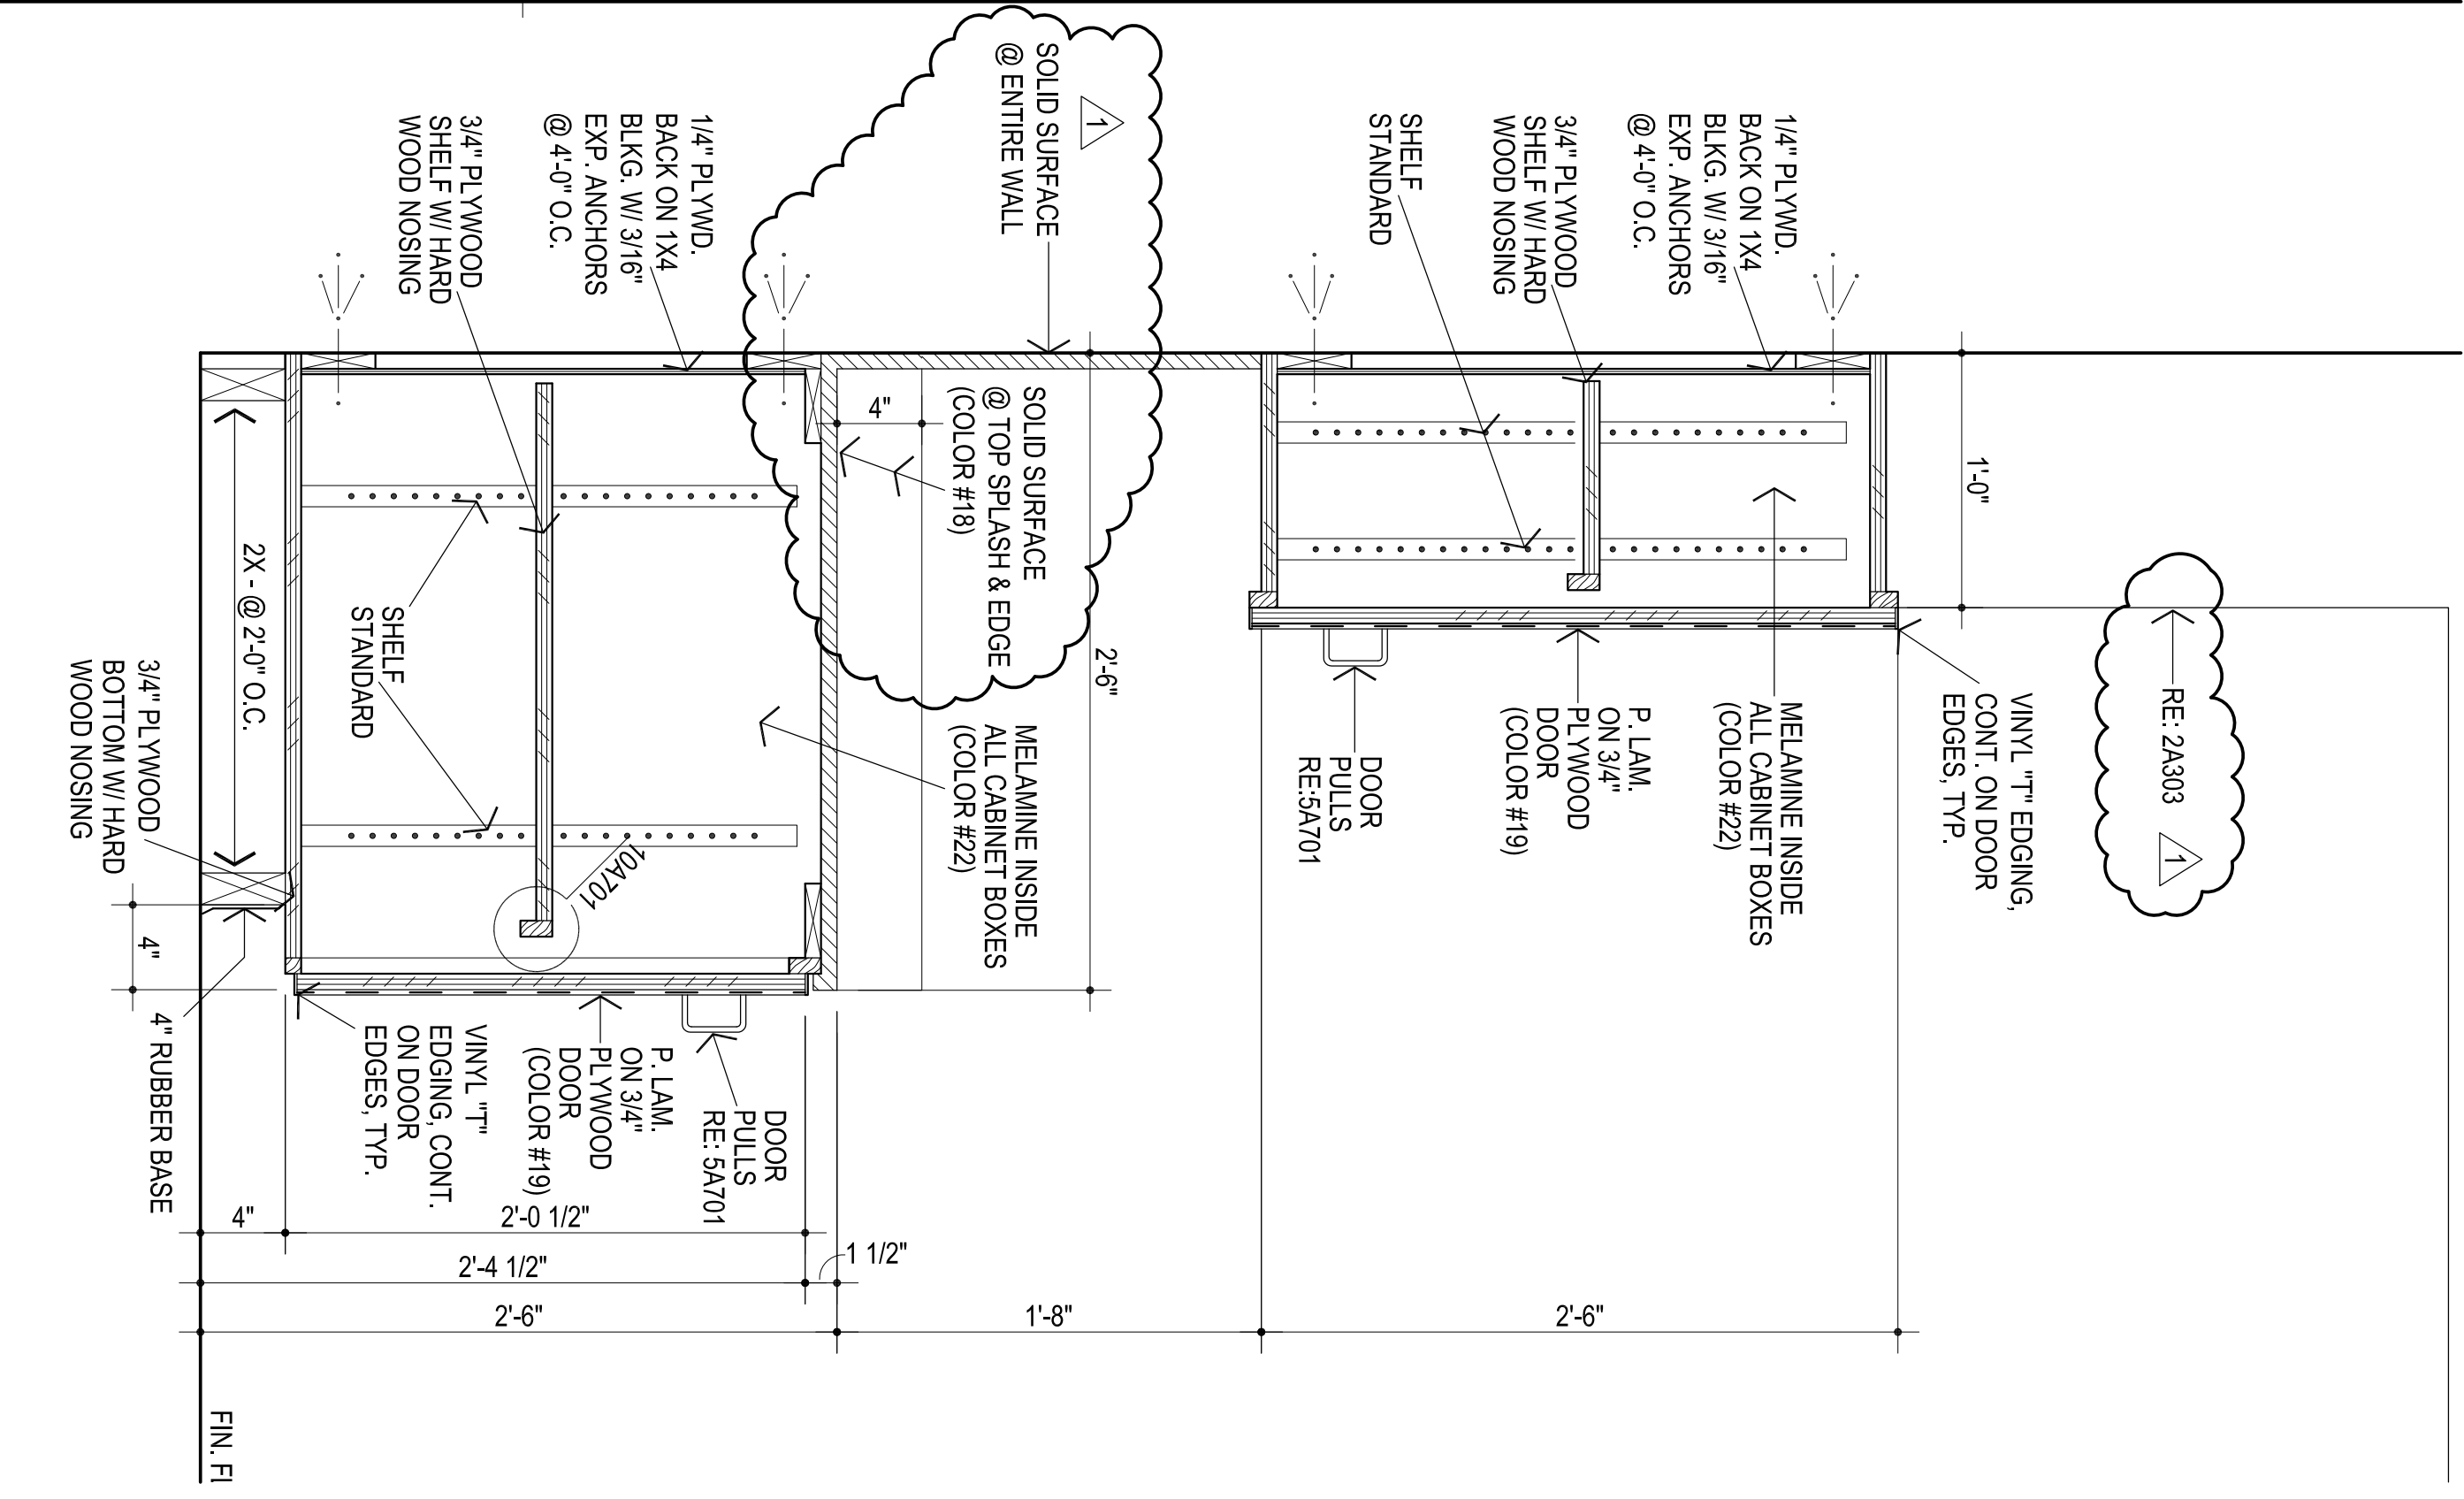 RE: 2A303
1
VINYL "T" EDGING,
CONT. ON DOOR
EDGES, TYP.
1'-0"
1/4" PLYWD.
BACK ON 1X4
BLKG. W/ 3/16"
EXP. ANCHORS
@ 4'-0" O.C.
MELAMINE INSIDE
ALL CABINET BOXES
(COLOR #22)
3/4" PLYWOOD
SHELF W/ HARD
WOOD NOSING
P. LAM.
ON 3/4"
PLYWOOD
DOOR
(COLOR #19)
SHELF
STANDARD
DOOR
PULLS
RE:5A701
2'-6"
1'-8"
2'-6"
1
SOLID SURFACE
@ ENTIRE WALL
2'-6"
SOLID SURFACE
@ TOP SPLASH & EDGE
(COLOR #18)
4"
MELAMINE INSIDE
ALL CABINET BOXES
(COLOR #22)
1/4" PLYWD.
BACK ON 1X4
BLKG. W/ 3/16"
EXP. ANCHORS
@ 4'-0" O.C.
3/4" PLYWOOD
SHELF W/ HARD
WOOD NOSING
10A701
SHELF
STANDARD
DOOR
PULLS
RE: 5A701
P. LAM.
ON 3/4"
PLYWOOD
DOOR
(COLOR #19)
VINYL "T"
EDGING, CONT.
ON DOOR
EDGES, TYP.
1 1/2"
2'-0 1/2"
2'-4 1/2"
4"
2X - @ 2'-0" O.C.
3/4" PLYWOOD
BOTTOM W/ HARD
WOOD NOSING
4"
4" RUBBER BASE
FIN.